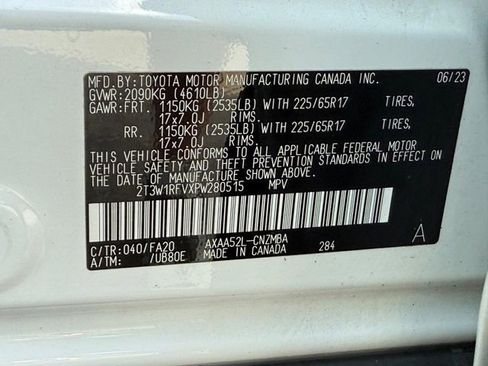 MFD.BY:TOYOTA MOTOR MANUFACTURING CANADA INC. 06/23
GVWR:2090KG (4610LB)
GAWR:FRT. 1150KG (2535LB) WITH 225/65R17 TIRES,
17x7.0J RIMS.
RR. 1150KG (2535LB) WITH 225/65R17 TIRES,
17x7.0J RIMS.
THIS VEHICLE CONFORMS TO ALL APPLICABLE FEDERAL MOTOR
VEHICLE SAFETY AND THEFT PREVENTION STANDARDS IN EFFECT ON
THE DATE OF MANUFACTURE SHOWN ABOVE.
2T3W1RFVXPW280515 MPV
C/TR:040/FA20 AXAA52L-CNZMBA 284 A
A/TM: /UB80E MADE IN CANADA